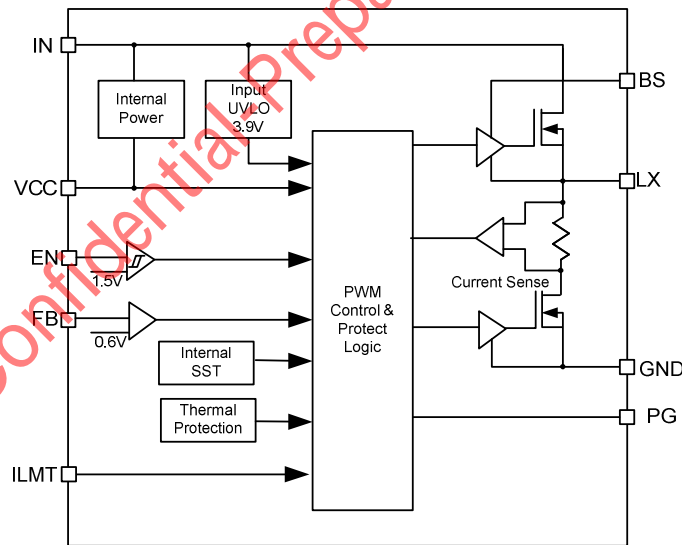 Confidential-Prepa
IN
BS
Internal
Power
Input
UVLO
3.9V
VCC
LX
EN
1.5V
PWM
Control &
Protect
Logic
Current Sense
FB
0.6V
Internal
SST
GND
Thermal
Protection
PG
ILMT